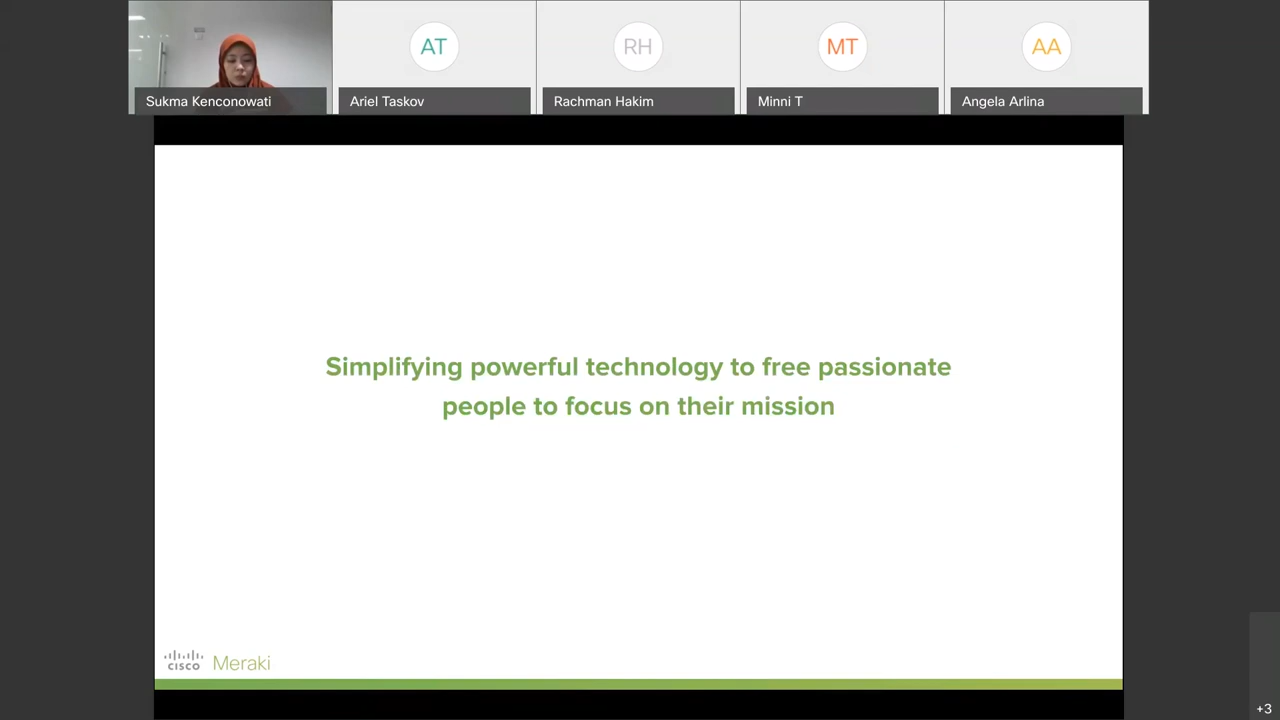 AT
RH
MT
AA
Sukma Kenconowati
Ariel Taskov
Rachman Hakim
Minni T
Angela Arlina
Simplifying powerful technology to free passionate
people to focus on their mission
CISCO Meraki
+3